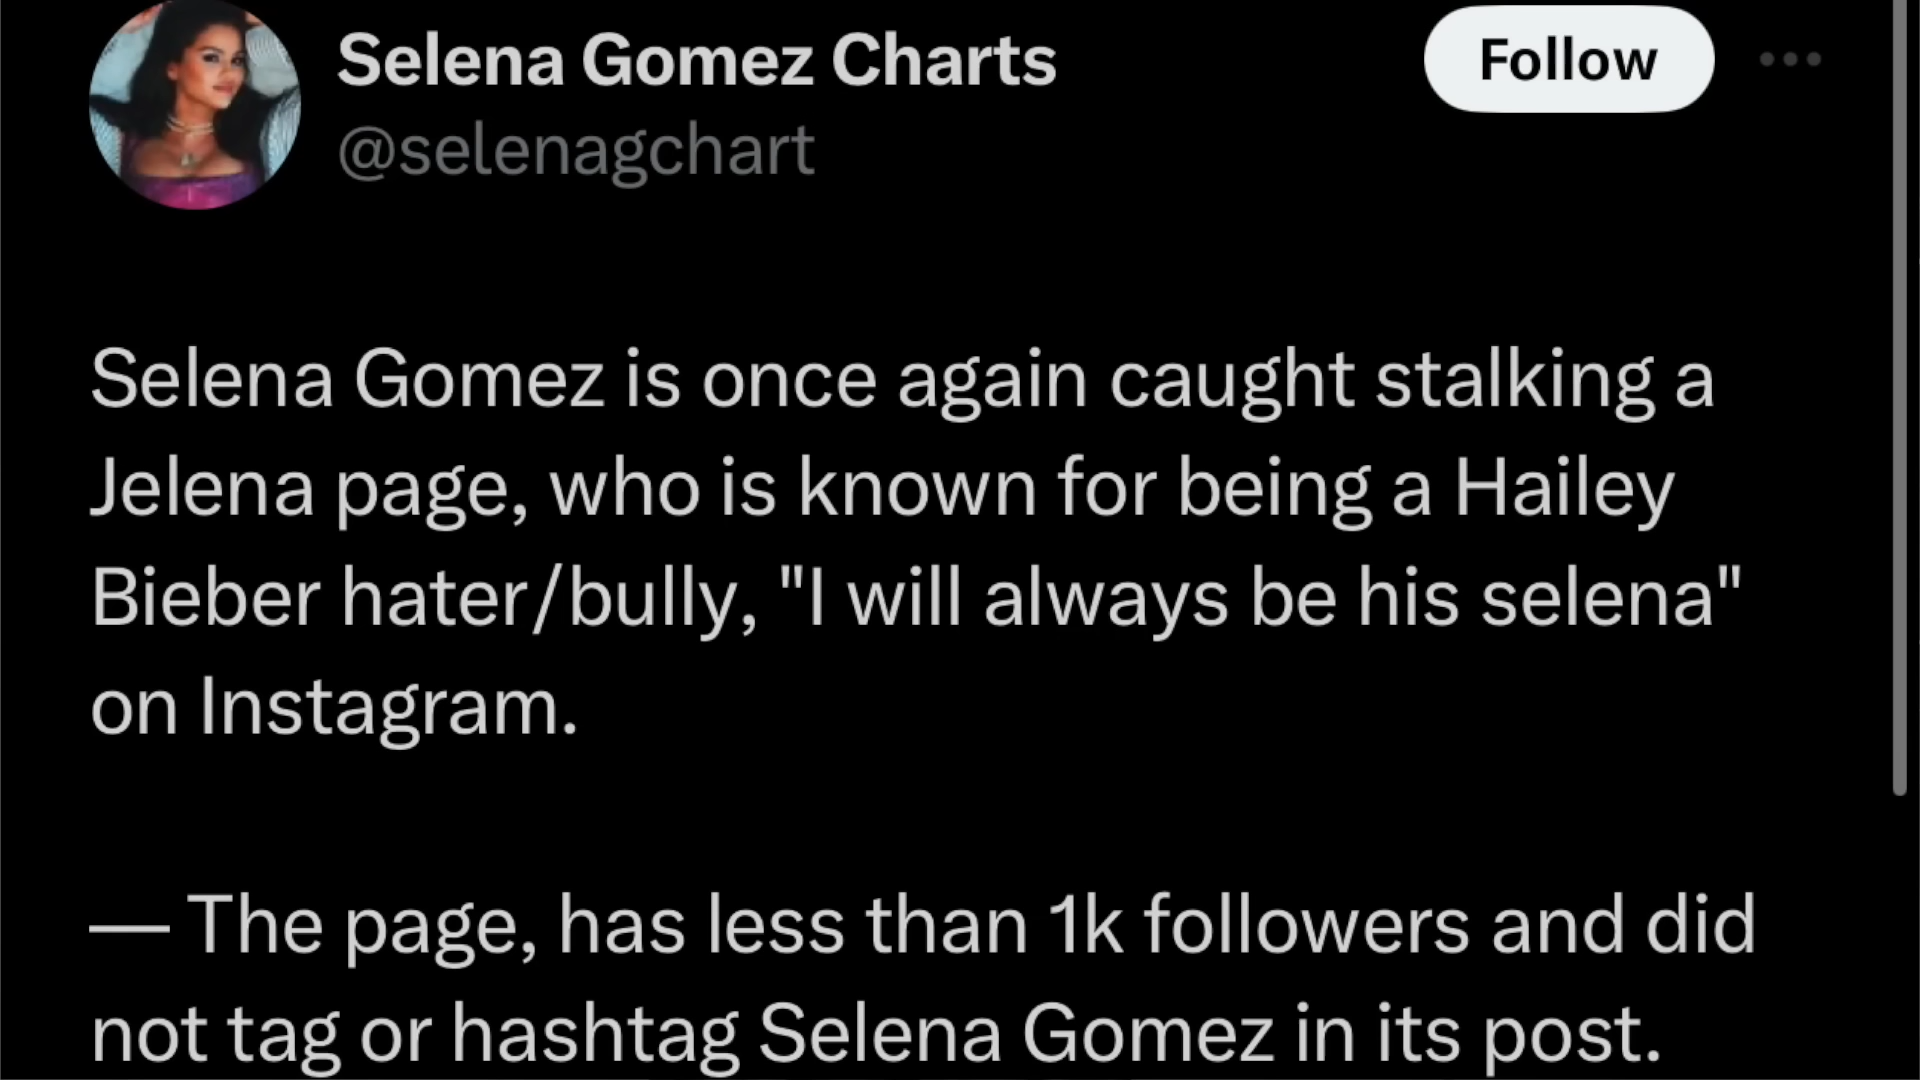 Selena Gomez Charts
Follow
@selenagchart
Selena Gomez is once again caught stalking a
Jelena page, who is known for being a Hailey
Bieber hater/bully, "I will always be his selena"
on Instagram.
— The page, has less than 1k followers and did
not tag or hashtag Selena Gomez in its post.